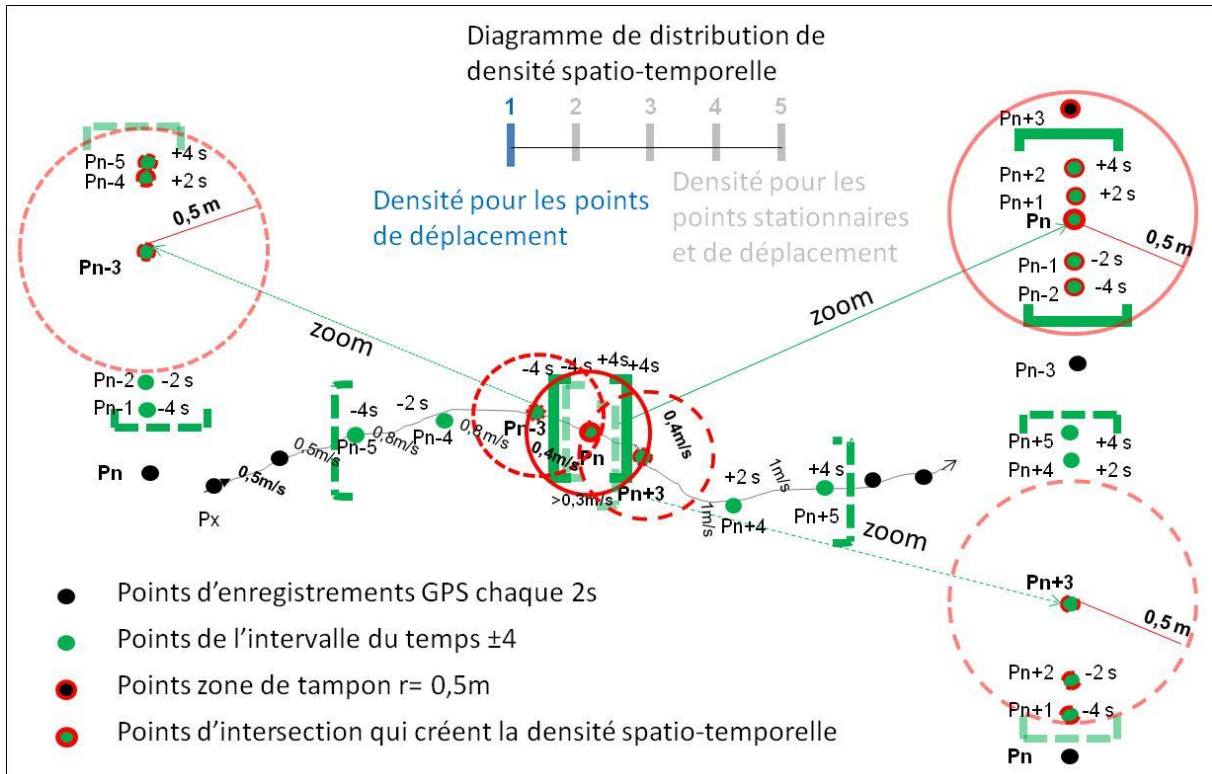 Diagramme de distribution de
densité spatio-temporelle
1 2 3 4 5
Densité pour les points
de déplacement
Densité pour les
points stationnaires
et de déplacement
Pn-5 +4 s
Pn-4 +2 s
0,5 m
Pn-3
Pn-2 -2 s
Pn-1 -4 s
Pn
zoom
Pn+3
Pn+2 +4 s
Pn+1 +2 s
Pn
0,5 m
Pn-1 -2 s
Pn-2 -4 s
Pn-3
zoom
-4 s -4s +4s +4s
Px
0,5m/s
0,5m/s
-4s
Pn-5
0,8m/s
-2 s
Pn-4
0,8m/s
Pn-3
0,4m/s
Pn
>0,3m/s
0,4m/s
Pn+3
1m/s
+2 s
Pn+4
1m/s
+4 s
Pn+5
zoom
Pn+5 +4 s
Pn+4 +2 s
Pn+3
0,5 m
Pn+2 -2 s
Pn+1 -4 s
Pn
Points d'enregistrements GPS chaque 2s
Points de l'intervalle du temps ±4
Points zone de tampon r= 0,5m
Points d'intersection qui créent la densité spatio-temporelle